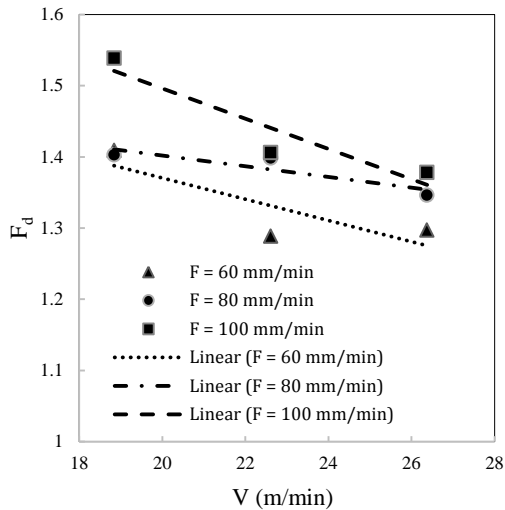 1.6
1.5
1.4
1.3
1.2
1.1
1
F_d
F = 60 mm/min
F = 80 mm/min
F = 100 mm/min
Linear (F = 60 mm/min)
Linear (F = 80 mm/min)
Linear (F = 100 mm/min)
18 20 22 24 26 28
V (m/min)